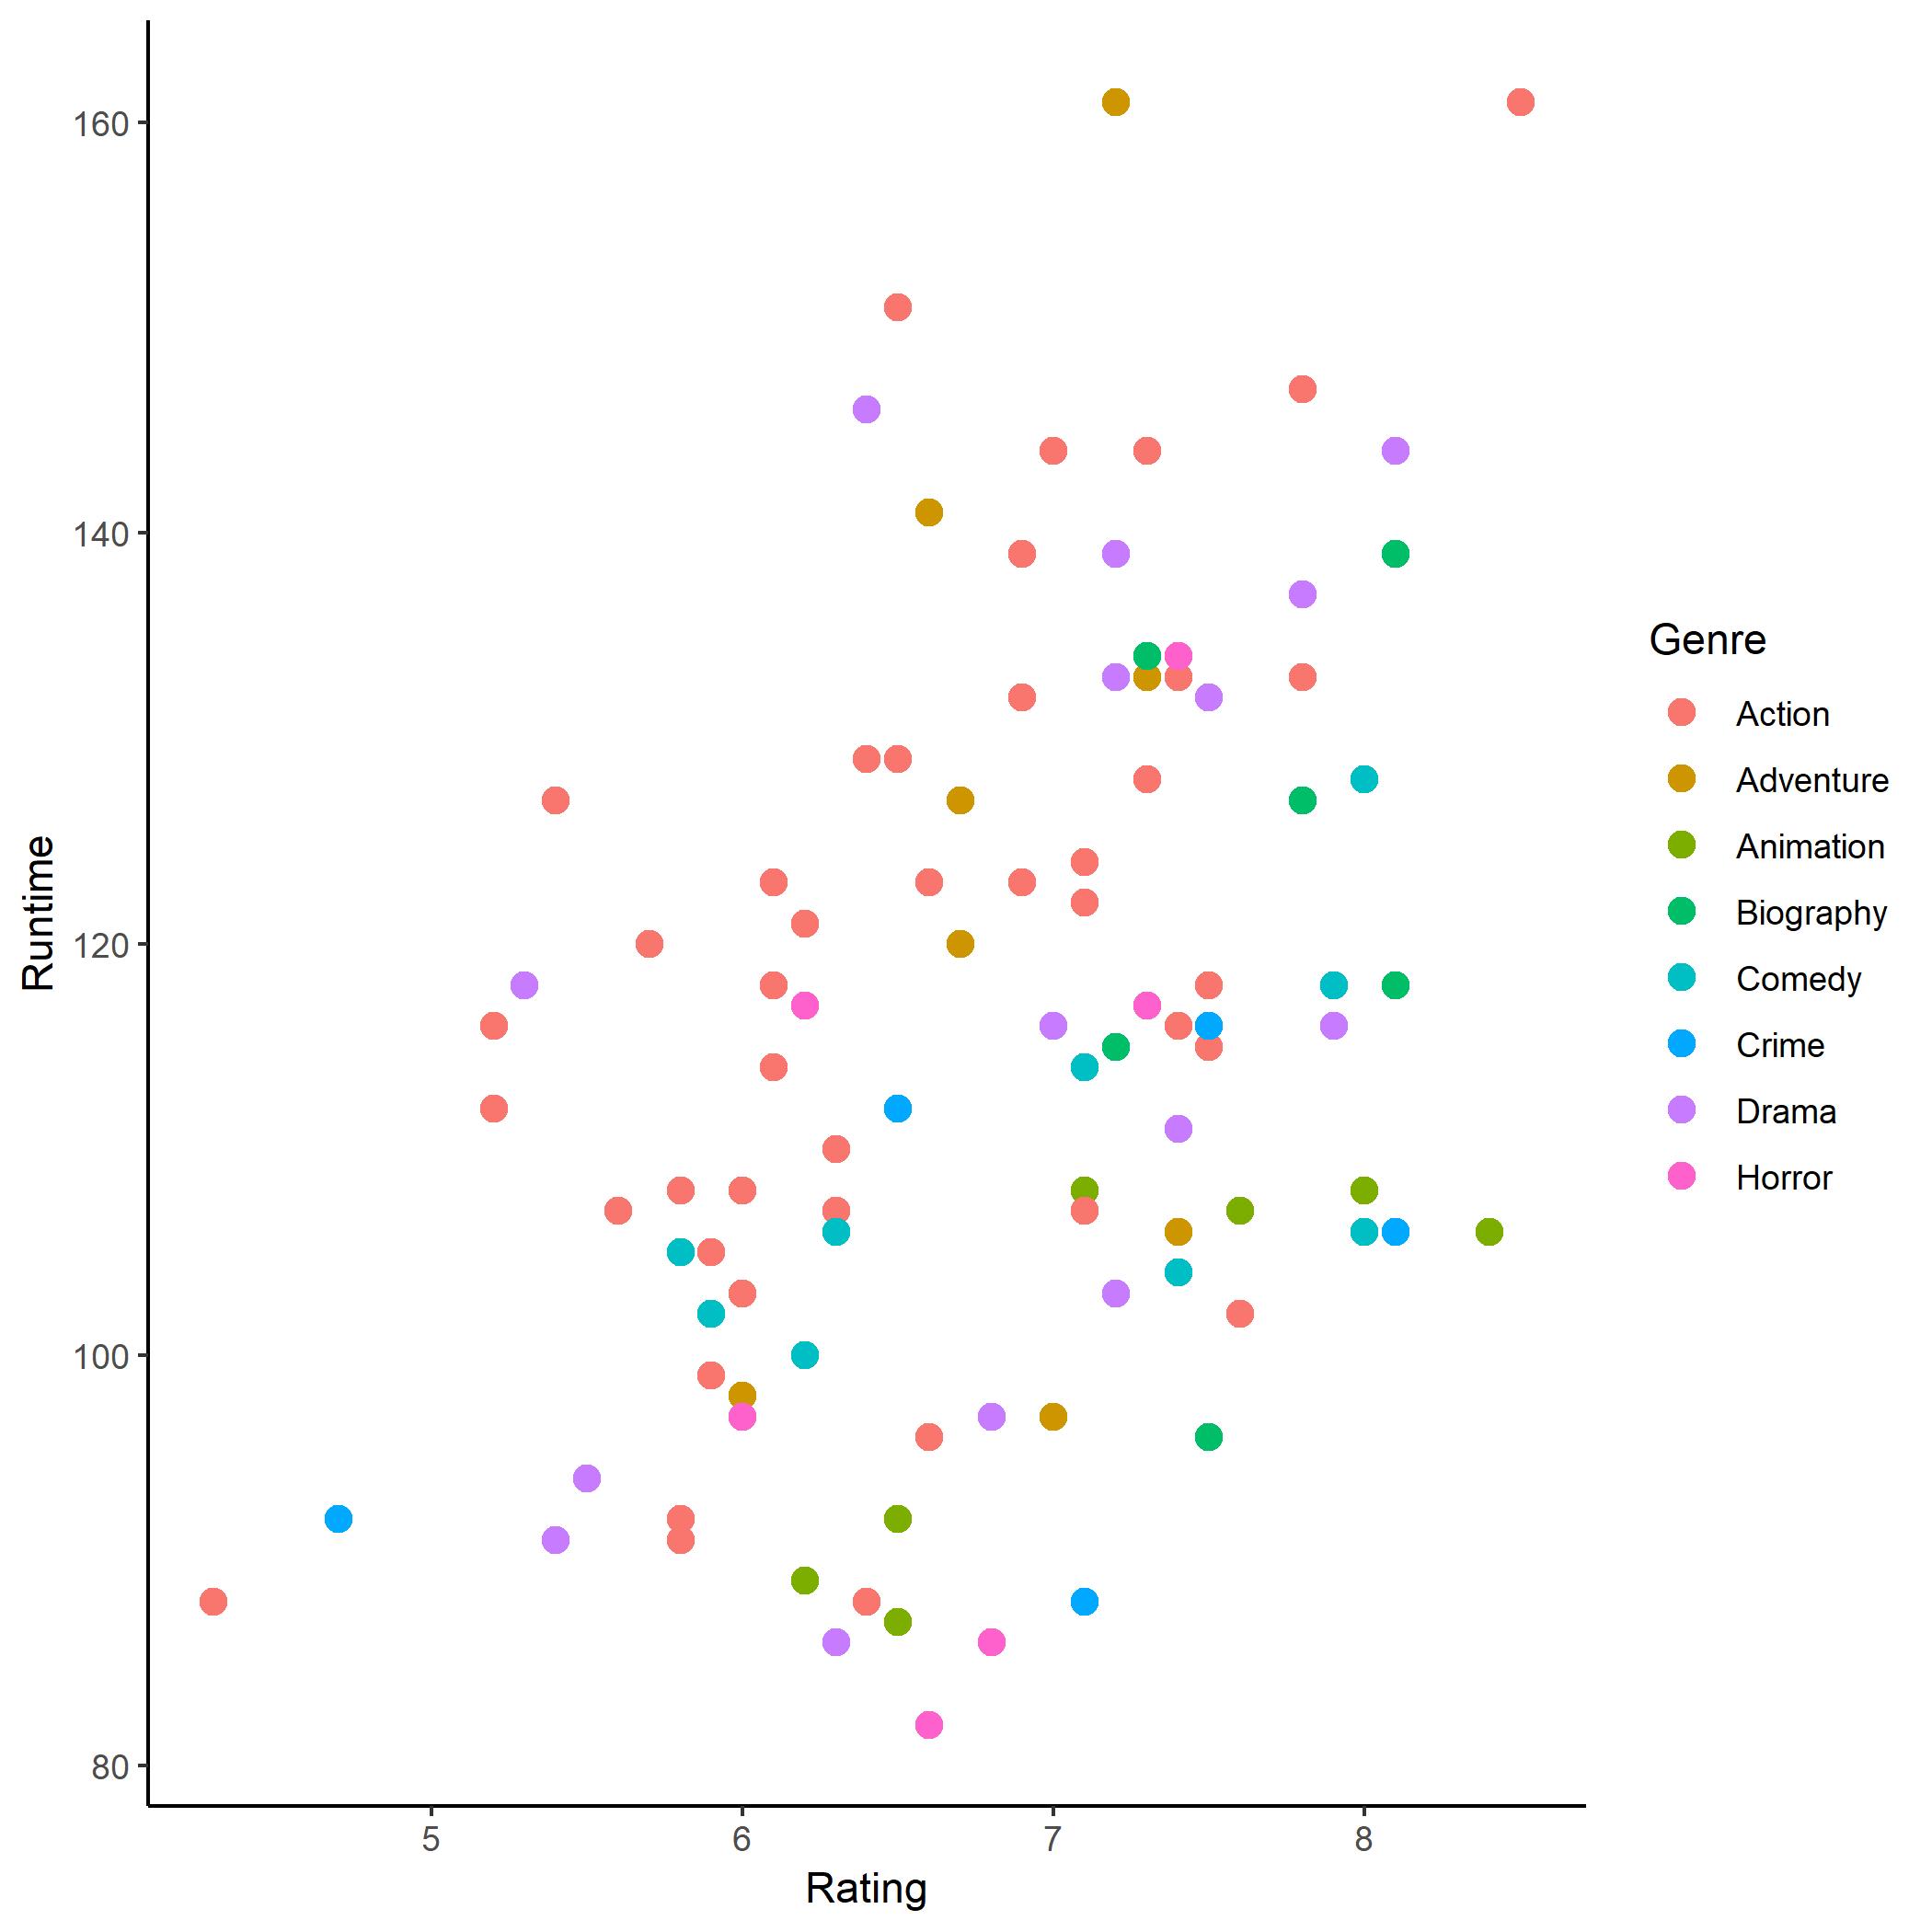 160
140
120
100
80
Runtime
5 6 7 8
Rating
Genre
Action
Adventure
Animation
Biography
Comedy
Crime
Drama
Horror